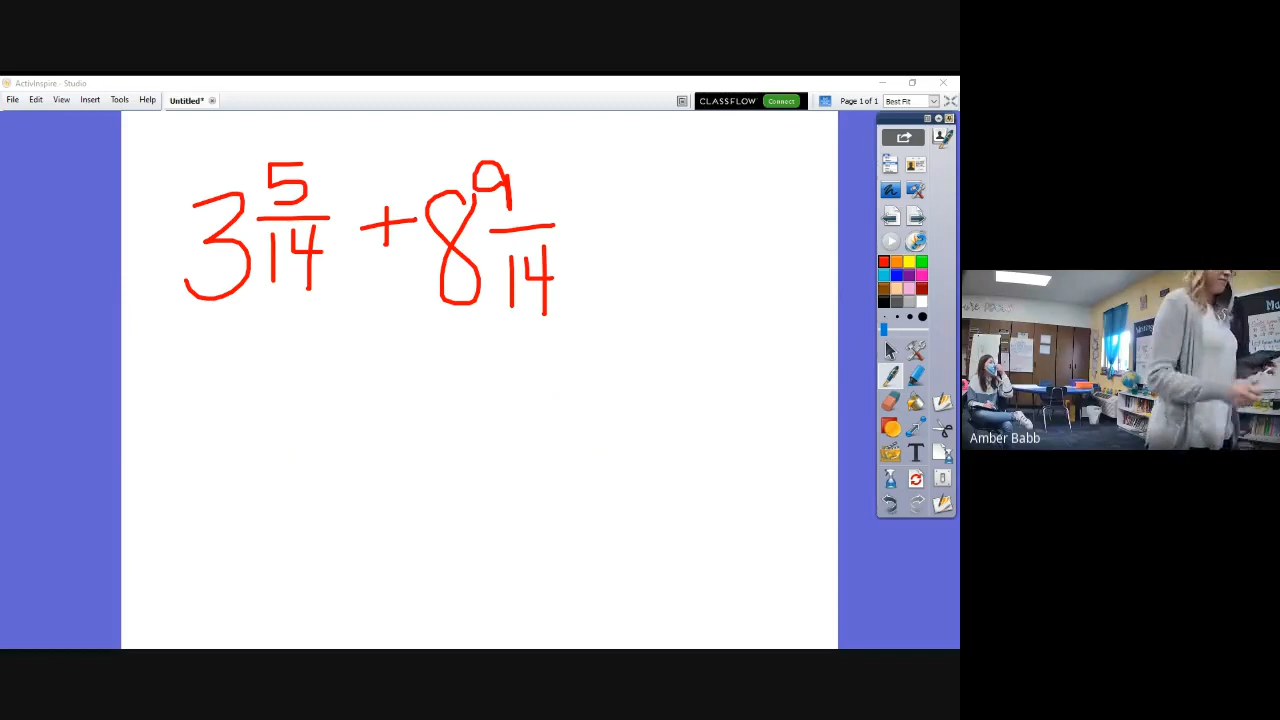 ActivInspire - Studio
File Edit View Insert Tools Help Untitled* CLASSFLOW Connect Page 1 of 1 Best Fit
3 5/14 + 8 9/14
Amber Babb